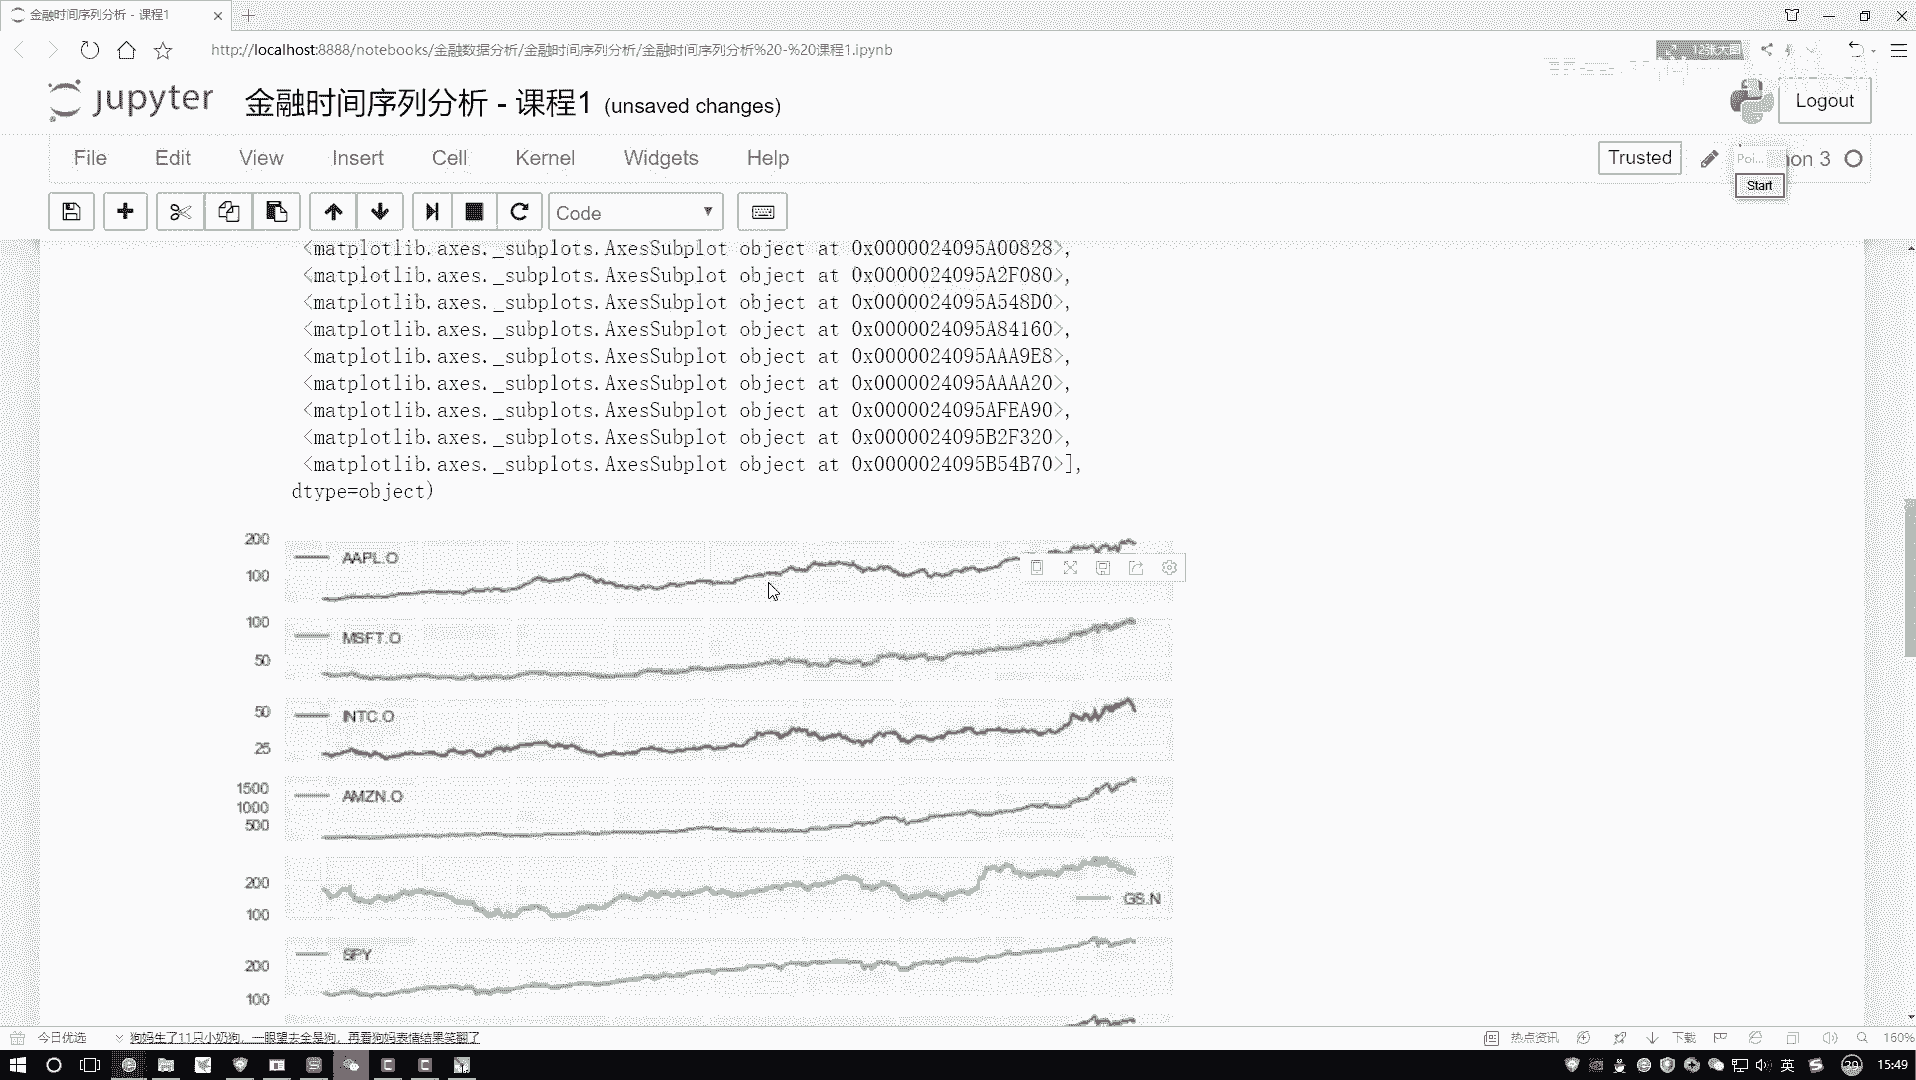 金融时间序列分析 - 课程1
http://localhost:8888/notebooks/金融数据分析/金融时间序列分析/金融时间序列分析%20-%20课程1.ipynb
12张大图
jupyter 金融时间序列分析 - 课程1 (unsaved changes)
Logout
File Edit View Insert Cell Kernel Widgets Help
Trusted
Poi... on 3
Start
Code
<matplotlib.axes._subplots.AxesSubplot object at 0x0000024095A00828>,
<matplotlib.axes._subplots.AxesSubplot object at 0x0000024095A2F080>,
<matplotlib.axes._subplots.AxesSubplot object at 0x0000024095A548D0>,
<matplotlib.axes._subplots.AxesSubplot object at 0x0000024095A84160>,
<matplotlib.axes._subplots.AxesSubplot object at 0x0000024095AAA9E8>,
<matplotlib.axes._subplots.AxesSubplot object at 0x0000024095AAAA20>,
<matplotlib.axes._subplots.AxesSubplot object at 0x0000024095AFEA90>,
<matplotlib.axes._subplots.AxesSubplot object at 0x0000024095B2F320>,
<matplotlib.axes._subplots.AxesSubplot object at 0x0000024095B54B70>],
dtype=object)
200
AAPL.O
100
100
MSFT.O
50
50
INTC.O
25
1500
AMZN.O
1000
500
200
GS.N
100
SPY
200
100
今日优选
狗妈生了11只小奶狗，一眼望去全是狗，再看狗妈表情结果笑翻了
热点资讯
下载
160%
英
29
15:49